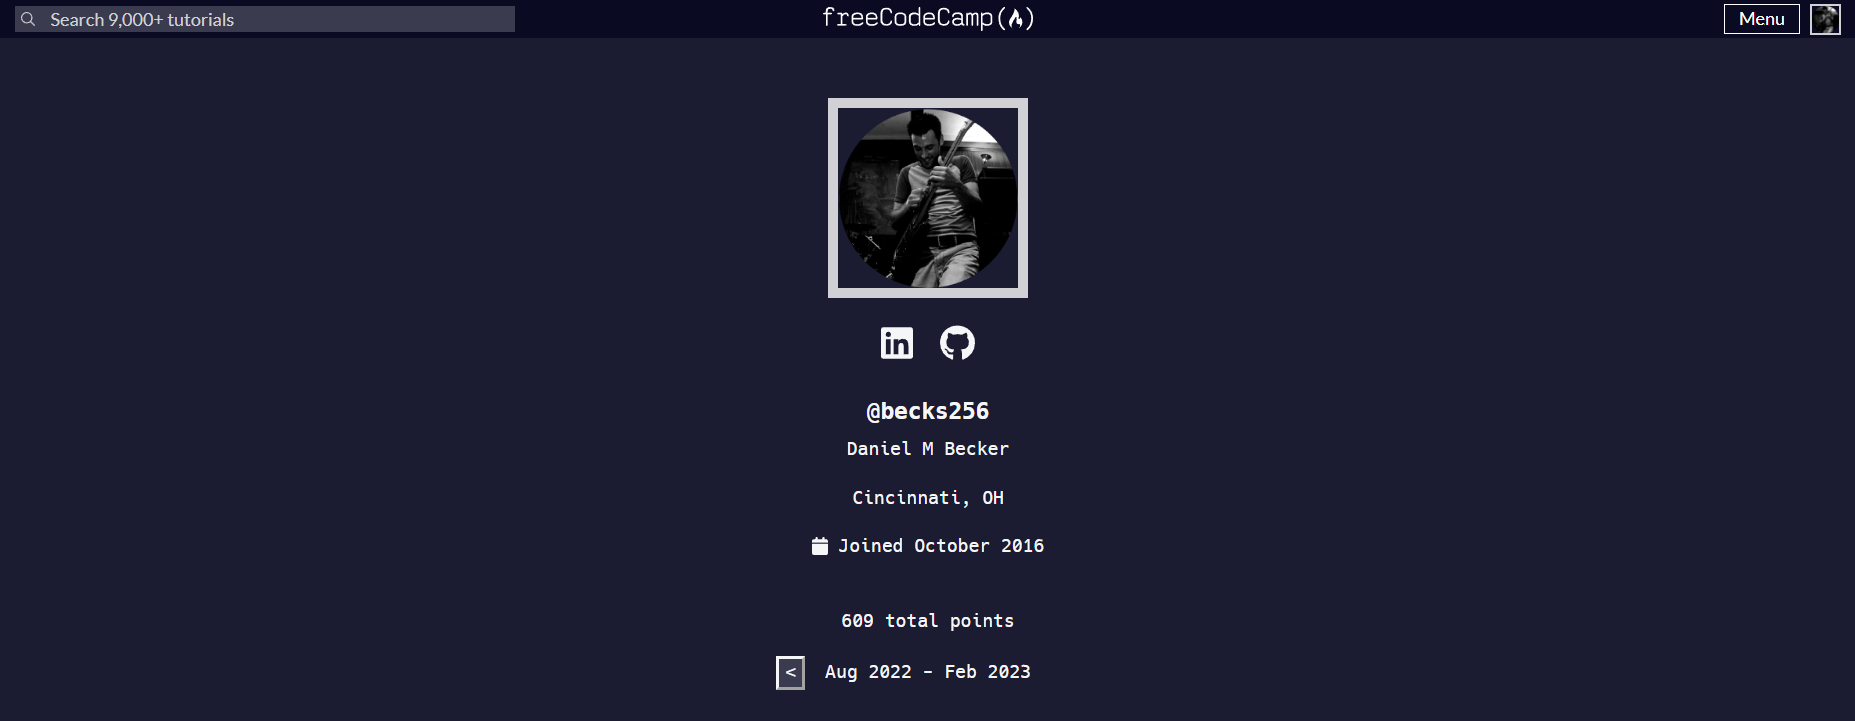 Search 9,000+ tutorials
freeCodeCamp
Menu
in
@becks256
Daniel M Becker
Cincinnati, OH
Joined October 2016
609 total points
< Aug 2022 - Feb 2023